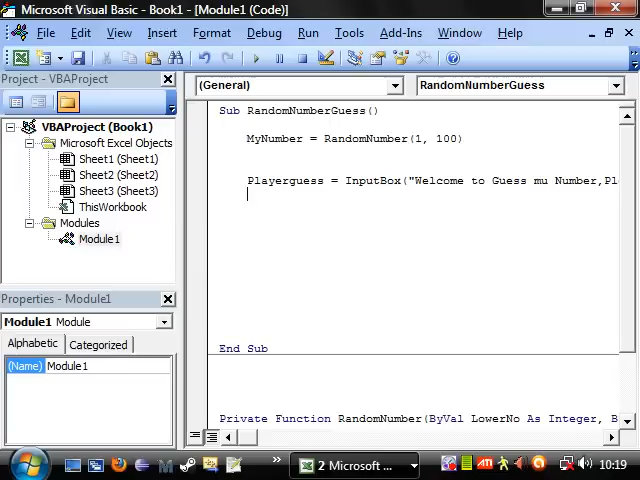 Microsoft Visual Basic - Book1 - [Module1 (Code)]
File Edit View Insert Format Debug Run Tools Add-Ins Window Help
Project - VBAProject
(General) RandomNumberGuess
VBAProject (Book1)
Microsoft Excel Objects
Sheet1 (Sheet1)
Sheet2 (Sheet2)
Sheet3 (Sheet3)
ThisWorkbook
Modules
Module1
Sub RandomNumberGuess()
MyNumber = RandomNumber(1, 100)
Playerguess = InputBox("Welcome to Guess mu Number,Pl
End Sub
Private Function RandomNumber(ByVal LowerNo As Integer, B
Properties - Module1
Module1 Module
Alphabetic Categorized
(Name) Module1
2 Microsoft ...
ATI
10:19